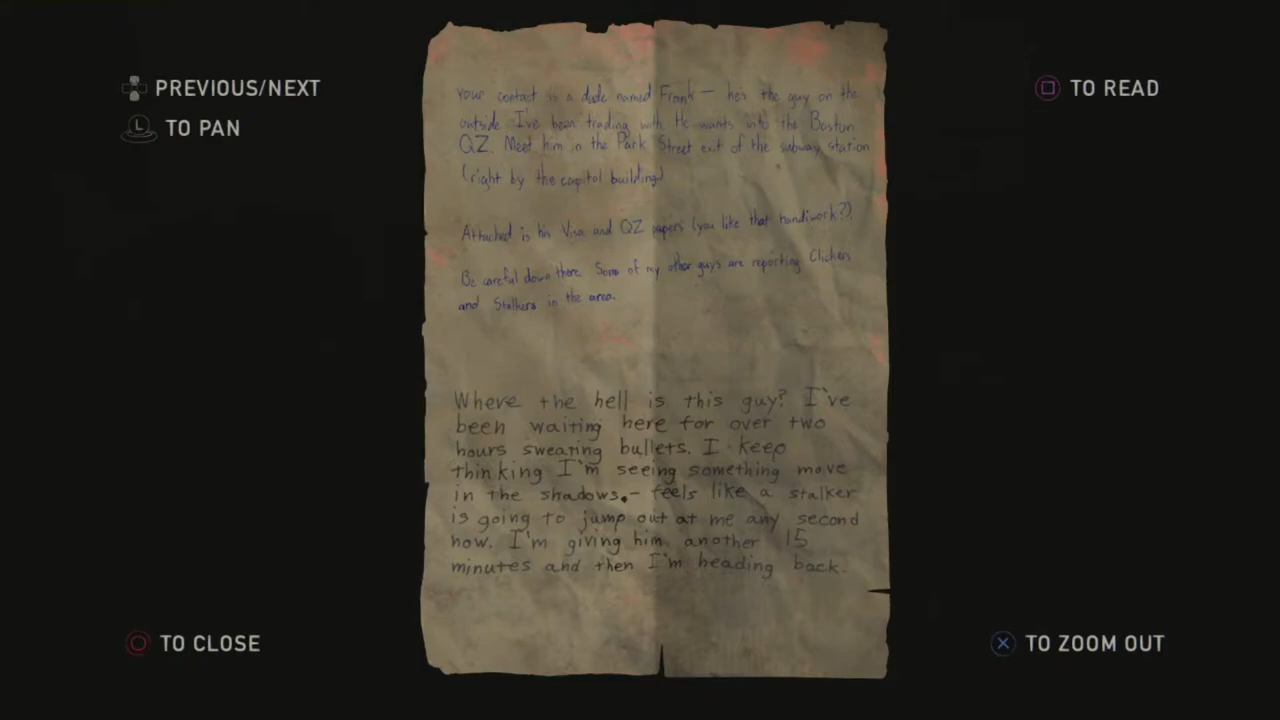 PREVIOUS/NEXT
L TO PAN
TO READ
your contact is a dude named Frank — he's the guy on the
outside I've been trading with. He wants into the Boston
QZ. Meet him in the Park Street exit of the subway station
(right by the capitol building)
Attached is his Visa and QZ papers (you like that handiwork?)
Be careful down there. Some of my other guys are reporting Clickers
and Stalkers in the area.
Where the hell is this guy? I've
been waiting here for over two
hours sweating bullets. I keep
thinking I'm seeing something move
in the shadows.- feels like a stalker
is going to jump out at me any second
now. I'm giving him another 15
minutes and then I'm heading back.
TO CLOSE
TO ZOOM OUT